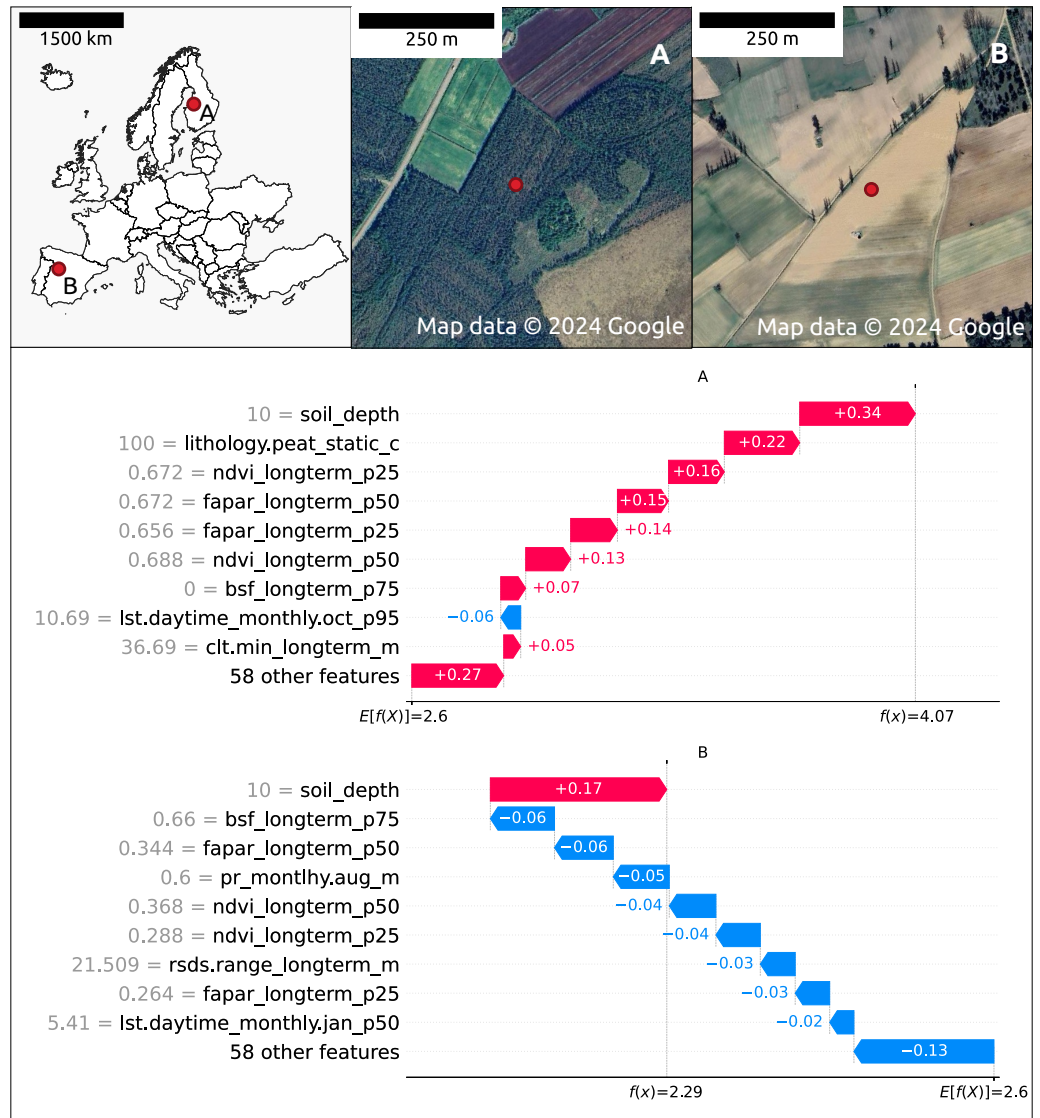 1500 km
A
B
250 m
A
Map data © 2024 Google
250 m
B
Map data © 2024 Google
A
10 = soil_depth
+0.34
100 = lithology.peat_static_c
+0.22
0.672 = ndvi_longterm_p25
+0.16
0.672 = fapar_longterm_p50
+0.15
0.656 = fapar_longterm_p25
+0.14
0.688 = ndvi_longterm_p50
+0.13
0 = bsf_longterm_p75
+0.07
10.69 = lst.daytime_monthly.oct_p95
−0.06
36.69 = clt.min_longterm_m
+0.05
58 other features
+0.27
E[f(X)]=2.6
f(x)=4.07
B
10 = soil_depth
+0.17
0.66 = bsf_longterm_p75
−0.06
0.344 = fapar_longterm_p50
−0.06
0.6 = pr_montlhy.aug_m
−0.05
0.368 = ndvi_longterm_p50
−0.04
0.288 = ndvi_longterm_p25
−0.04
21.509 = rsds.range_longterm_m
−0.03
0.264 = fapar_longterm_p25
−0.03
5.41 = lst.daytime_monthly.jan_p50
−0.02
58 other features
−0.13
f(x)=2.29
E[f(X)]=2.6